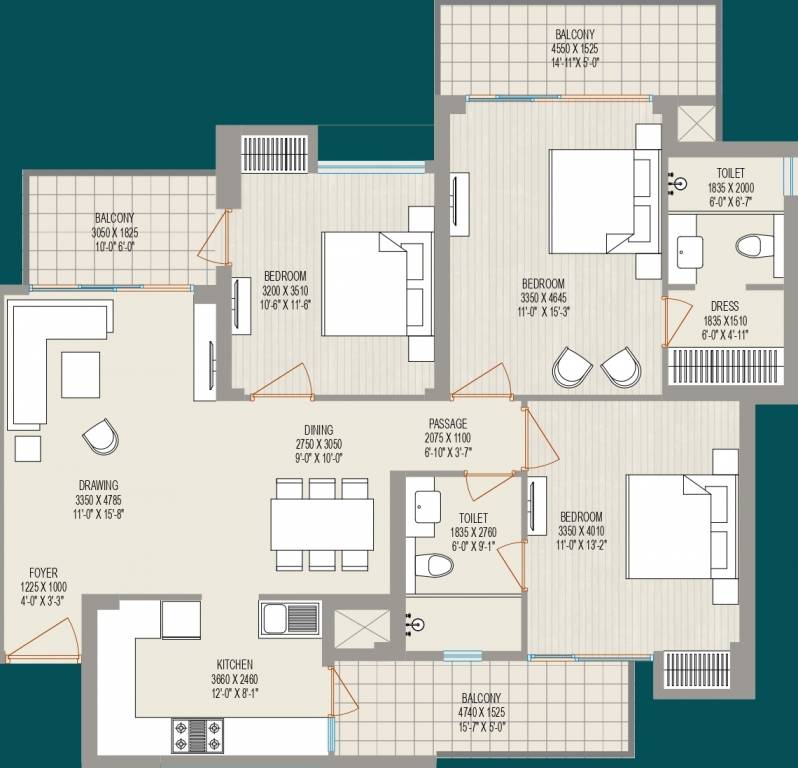 BALCONY
4550 X 1525
14'-11"X 5'-0"
TOILET
1835 X 2000
6'-0" X 6'-7"
BALCONY
3050 X 1825
10'-0" 6'-0"
BEDROOM
3200 X 3510
10'-6" X 11'-6"
BEDROOM
3350 X 4645
11'-0" X 15'-3"
DRESS
1835 X1510
6'-0" X 4'-11"
DINING
2750 X 3050
9'-0" X 10'-0"
PASSAGE
2075 X 1100
6'-10" X 3'-7"
DRAWING
3350 X 4785
11'-0" X 15'-8"
TOILET
1835 X 2760
6'-0" X 9'-1"
BEDROOM
3350 X 4010
11'-0" X 13'-2"
FOYER
1225 X 1000
4'-0" X 3'-3"
KITCHEN
3660 X 2460
12'-0" X 8'-1"
BALCONY
4740 X 1525
15'-7"X 5'-0"